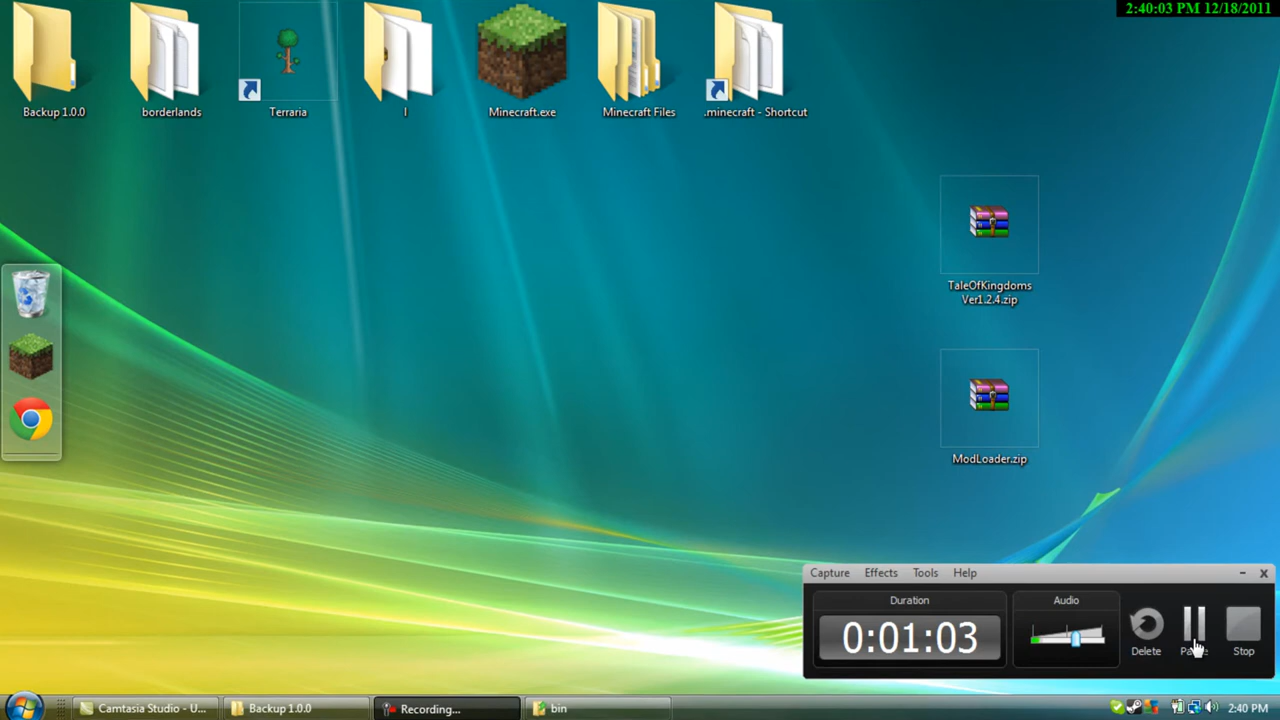 2:40:03 PM 12/18/2011
Backup 1.0.0
borderlands
Terraria
l
Minecraft.exe
Minecraft Files
.minecraft - Shortcut
TaleOfKingdoms
Ver1.2.4.zip
ModLoader.zip
Capture Effects Tools Help
Duration
Audio
0:01:03
Delete
Stop
Camtasia Studio - U...
Backup 1.0.0
Recording...
bin
2:40 PM